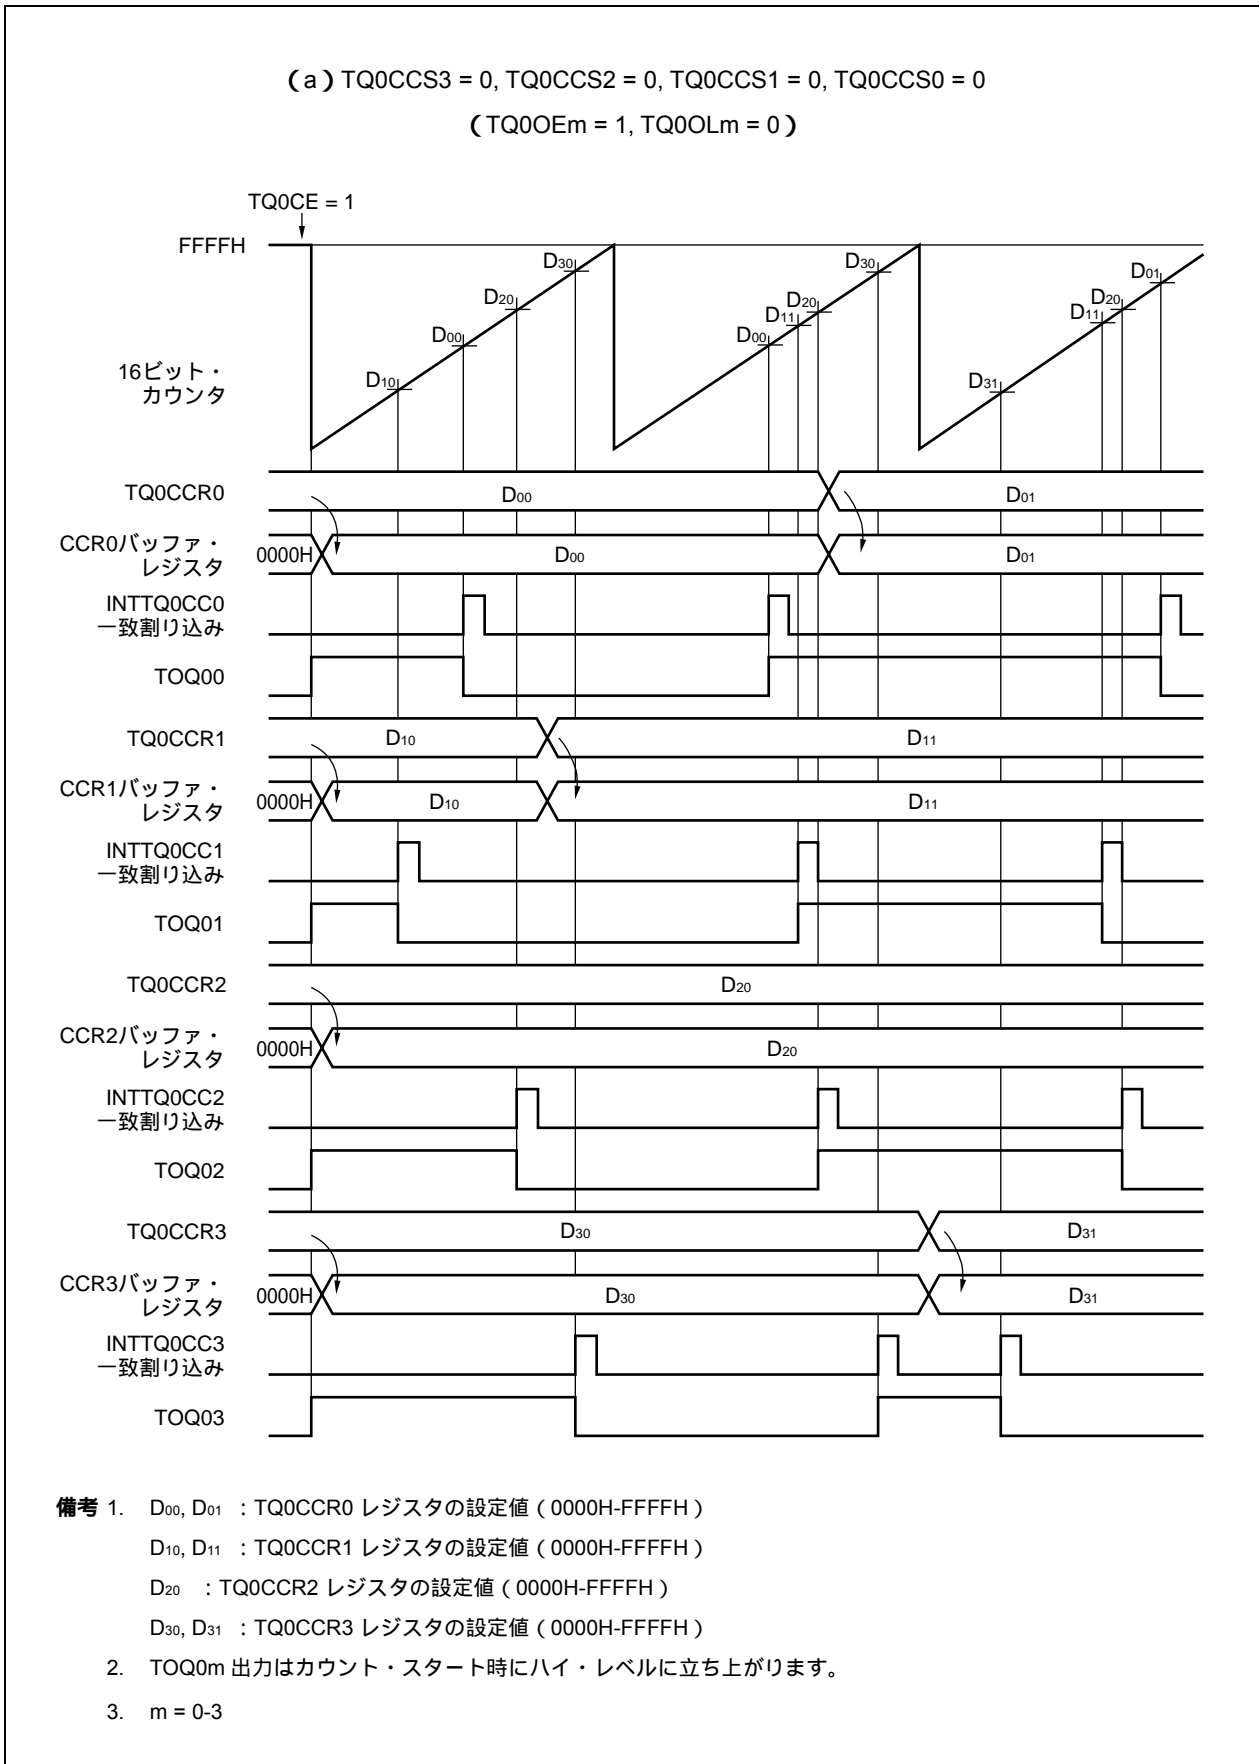 （a）TQ0CCS3 = 0, TQ0CCS2 = 0, TQ0CCS1 = 0, TQ0CCS0 = 0
（TQ0OEm = 1, TQ0OLm = 0）
TQ0CE = 1
FFFFH
D30 D30 D01
D20 D20 D20
D11 D11
D00 D00
16ビット・
カウンタ
D10 D31
TQ0CCR0 D00 D01
CCR0バッファ・
レジスタ
0000H D00 D01
INTTQ0CC0
一致割り込み
TOQ00
TQ0CCR1 D10 D11
CCR1バッファ・
レジスタ
0000H D10 D11
INTTQ0CC1
一致割り込み
TOQ01
TQ0CCR2 D20
CCR2バッファ・
レジスタ
0000H D20
INTTQ0CC2
一致割り込み
TOQ02
TQ0CCR3 D30 D31
CCR3バッファ・
レジスタ
0000H D30 D31
INTTQ0CC3
一致割り込み
TOQ03
備考 1. D00, D01 ：TQ0CCR0 レジスタの設定値（0000H-FFFFH）
D10, D11 ：TQ0CCR1 レジスタの設定値（0000H-FFFFH）
D20 ：TQ0CCR2 レジスタの設定値（0000H-FFFFH）
D30, D31 ：TQ0CCR3 レジスタの設定値（0000H-FFFFH）
2. TOQ0m 出力はカウント・スタート時にハイ・レベルに立ち上がります。
3. m = 0-3